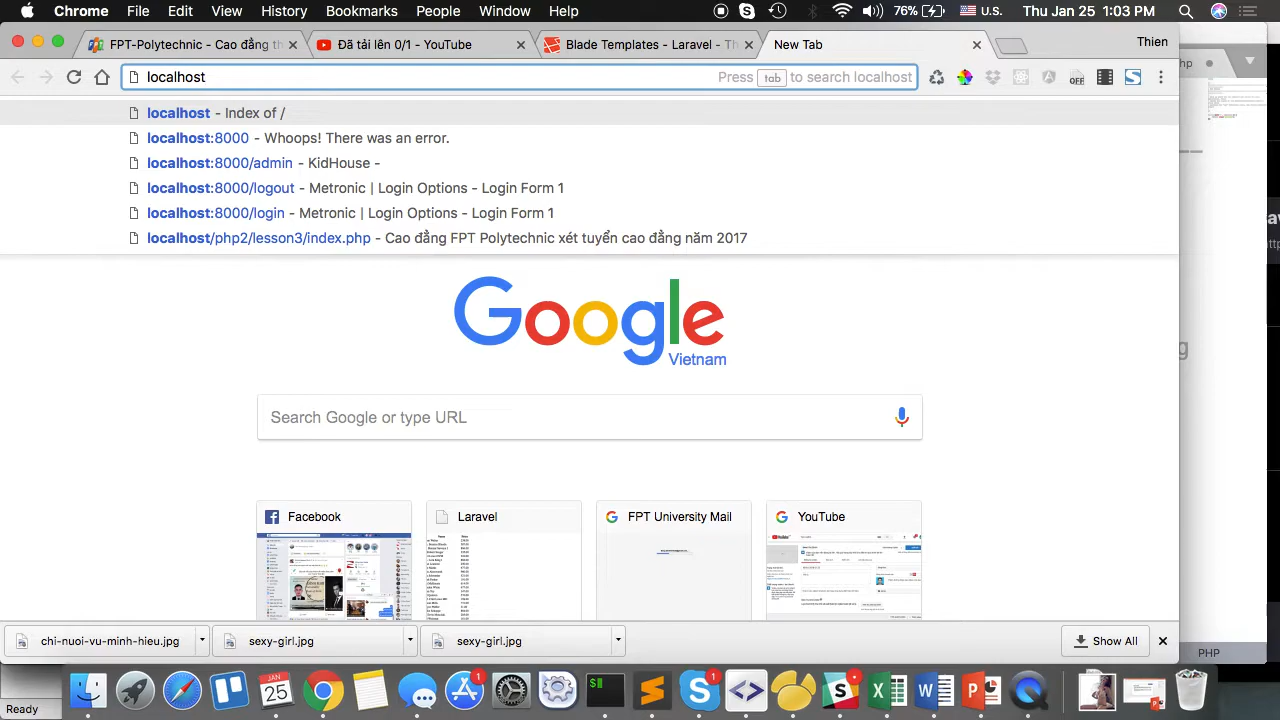 Chrome File Edit View History Bookmarks People Window Help 76% U.S. Thu Jan 25 1:03 PM
FPT-Polytechnic - Cao đẳng th
Đã tải lên 0/1 - YouTube
Blade Templates - Laravel - Th
New Tab
Thien
hp
localhost
Press tab to search localhost
OFF
localhost - Index of /
localhost:8000 - Whoops! There was an error.
localhost:8000/admin - KidHouse -
localhost:8000/logout - Metronic | Login Options - Login Form 1
localhost:8000/login - Metronic | Login Options - Login Form 1
localhost/php2/lesson3/index.php - Cao đẳng FPT Polytechnic xét tuyển cao đẳng năm 2017
Google
Vietnam
Search Google or type URL
Facebook
Laravel
FPT University Mail
YouTube
chi-nuoi-vu-minh-hieu.jpg
sexy-girl.jpg
sexy-girl.jpg
Show All
PHP
JAN
25
1
1
Ready